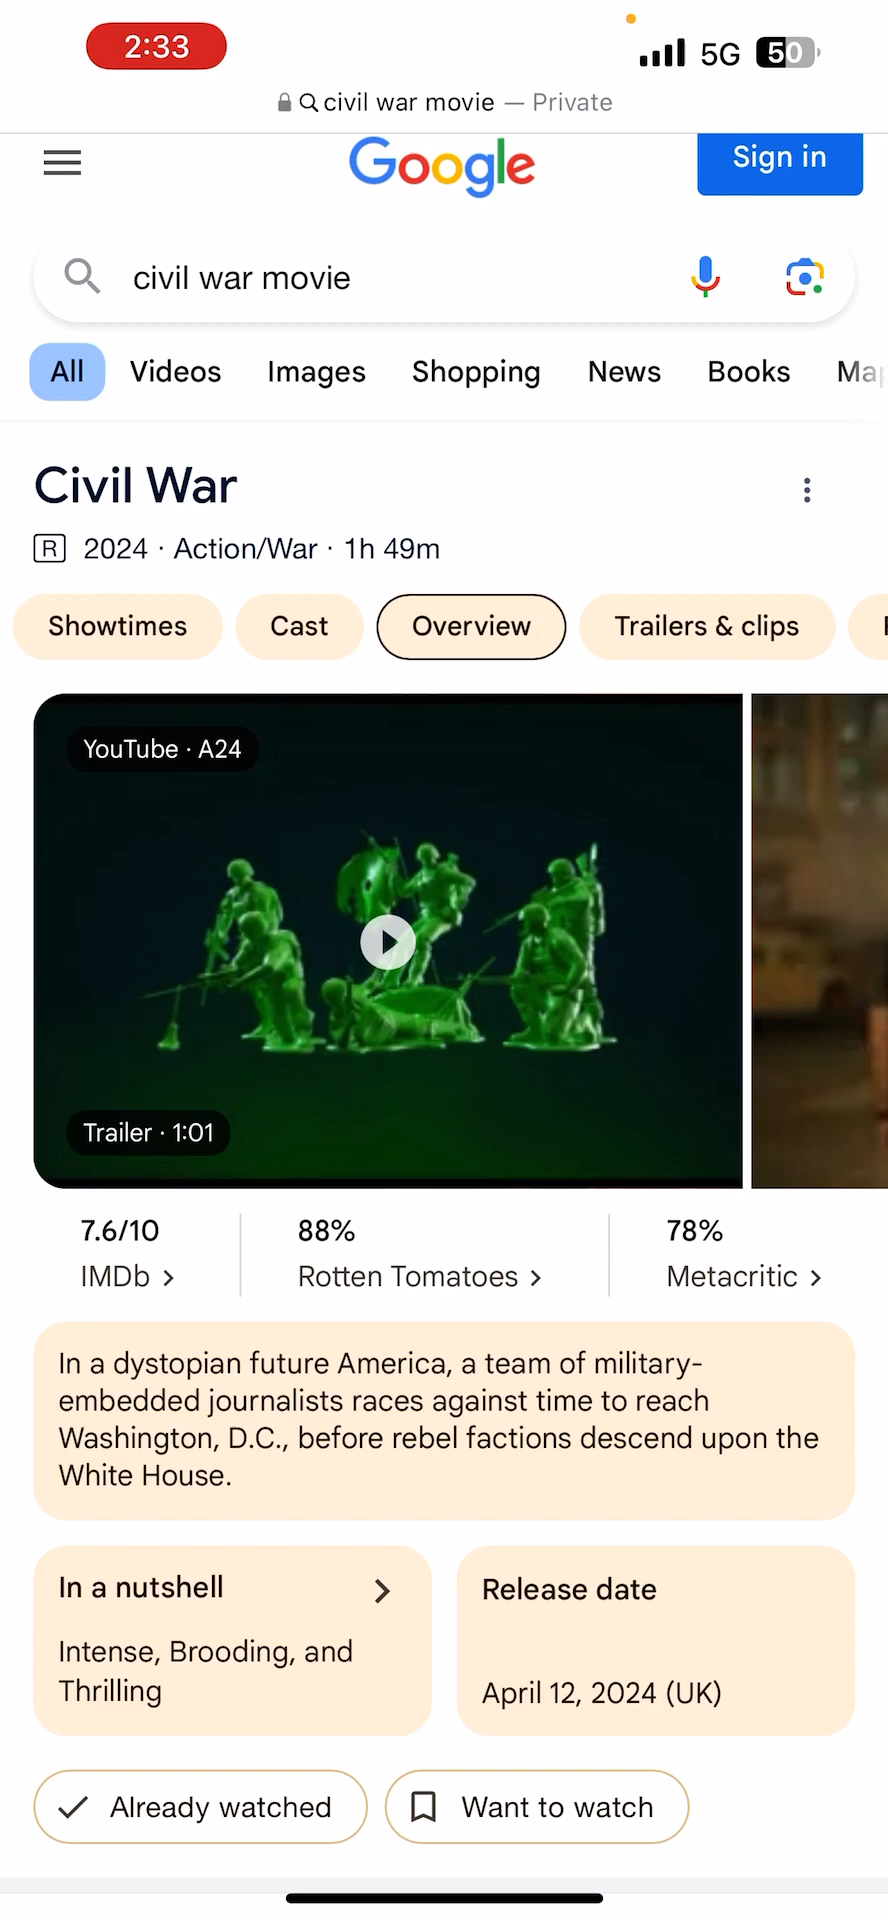 2:33
5G
50
civil war movie — Private
Google
Sign in
civil war movie
All
Videos
Images
Shopping
News
Books
Civil War
R 2024 · Action/War · 1h 49m
Showtimes
Cast
Overview
Trailers & clips
YouTube · A24
Trailer · 1:01
7.6/10
IMDb
88%
Rotten Tomatoes
78%
Metacritic
In a dystopian future America, a team of military-
embedded journalists races against time to reach
Washington, D.C., before rebel factions descend upon the
White House.
In a nutshell
Intense, Brooding, and
Thrilling
Release date
April 12, 2024 (UK)
Already watched
Want to watch